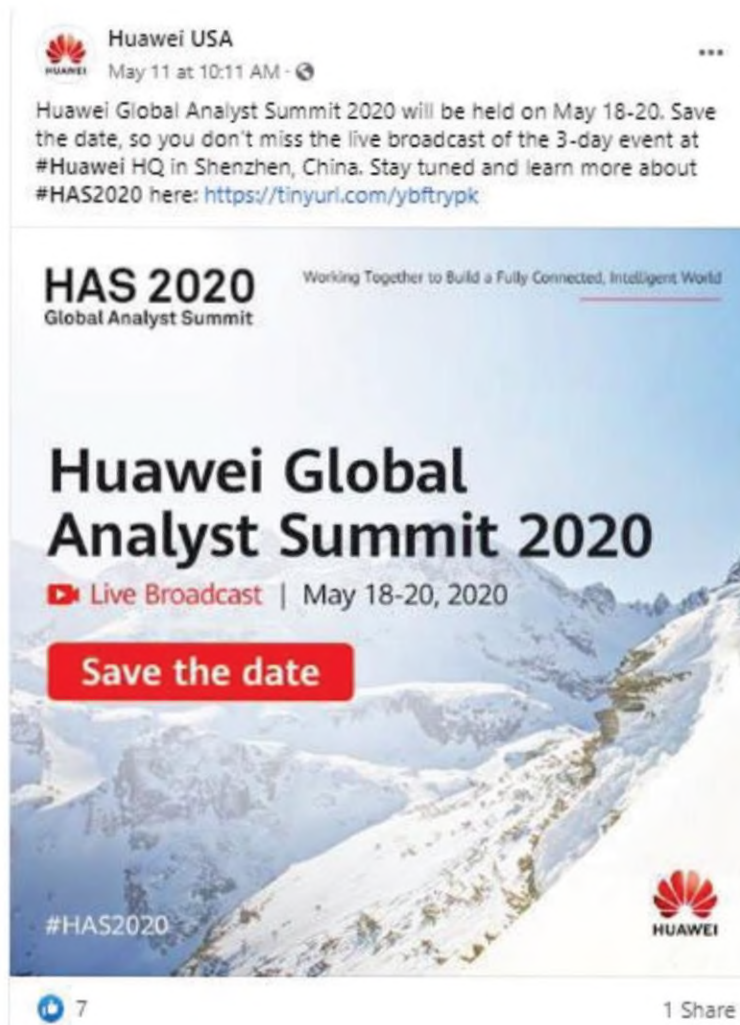 Huawei USA
HUAWEI
May 11 at 10:11 AM ·
Huawei Global Analyst Summit 2020 will be held on May 18-20. Save
the date, so you don't miss the live broadcast of the 3-day event at
#Huawei HQ in Shenzhen, China. Stay tuned and learn more about
#HAS2020 here: https://tinyurl.com/ybftrypk
HAS 2020
Global Analyst Summit
Working Together to Build a Fully Connected, Intelligent World
Huawei Global
Analyst Summit 2020
Live Broadcast | May 18-20, 2020
Save the date
#HAS2020
HUAWEI
7
1 Share